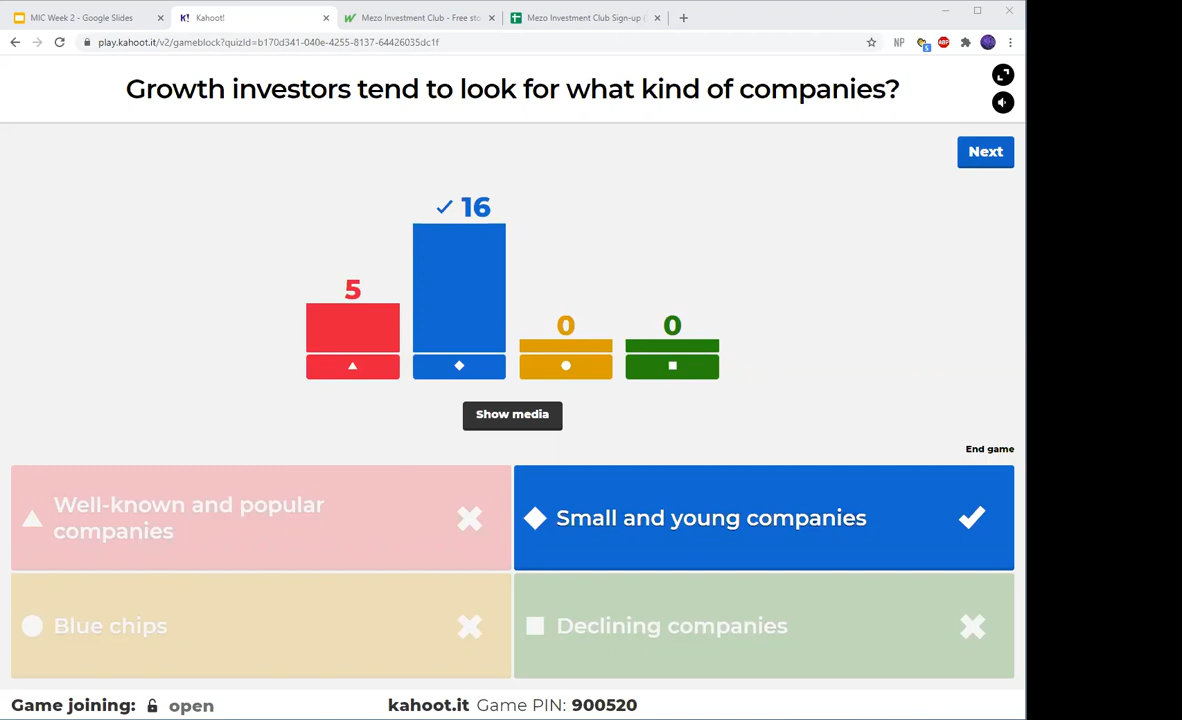 MIC Week 2 - Google Slides
K! Kahoot!
Mezo Investment Club - Free sto
Mezo Investment Club Sign-up (
play.kahoot.it/v2/gameblock?quizId=b170d341-040e-4255-8137-64426035dc1f
NP
5
ABP
Growth investors tend to look for what kind of companies?
Next
16
5
0
0
Show media
End game
Well-known and popular
companies
Small and young companies
Blue chips
Declining companies
Game joining: open
kahoot.it Game PIN: 900520